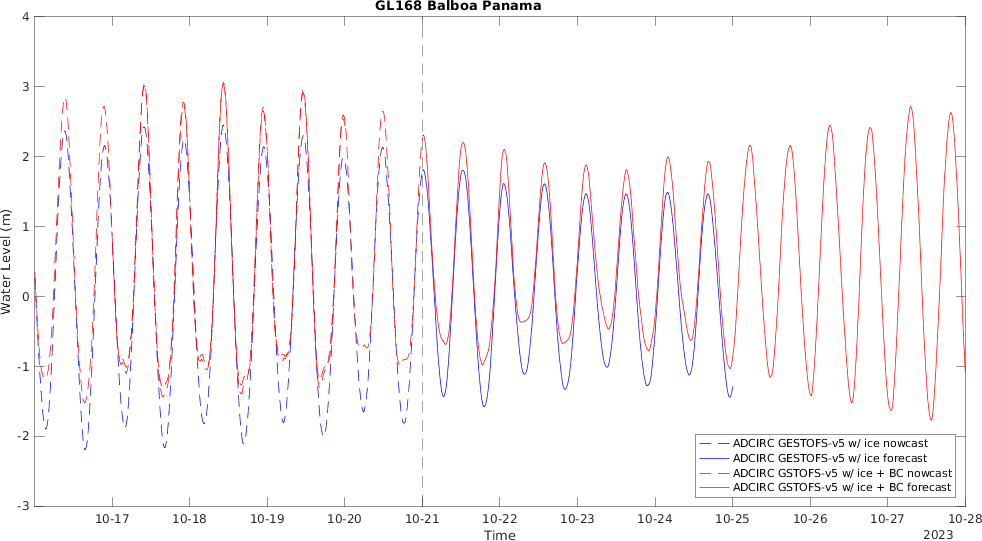 GL168 Balboa Panama
4
3
2
1
0
-1
-2
-3
Water Level (m)
ADCIRC GESTOFS-v5 w/ ice nowcast
ADCIRC GESTOFS-v5 w/ ice forecast
ADCIRC GSTOFS-v5 w/ ice + BC nowcast
ADCIRC GSTOFS-v5 w/ ice + BC forecast
10-17 10-18 10-19 10-20 10-21 10-22 10-23 10-24 10-25 10-26 10-27 10-28
Time
2023